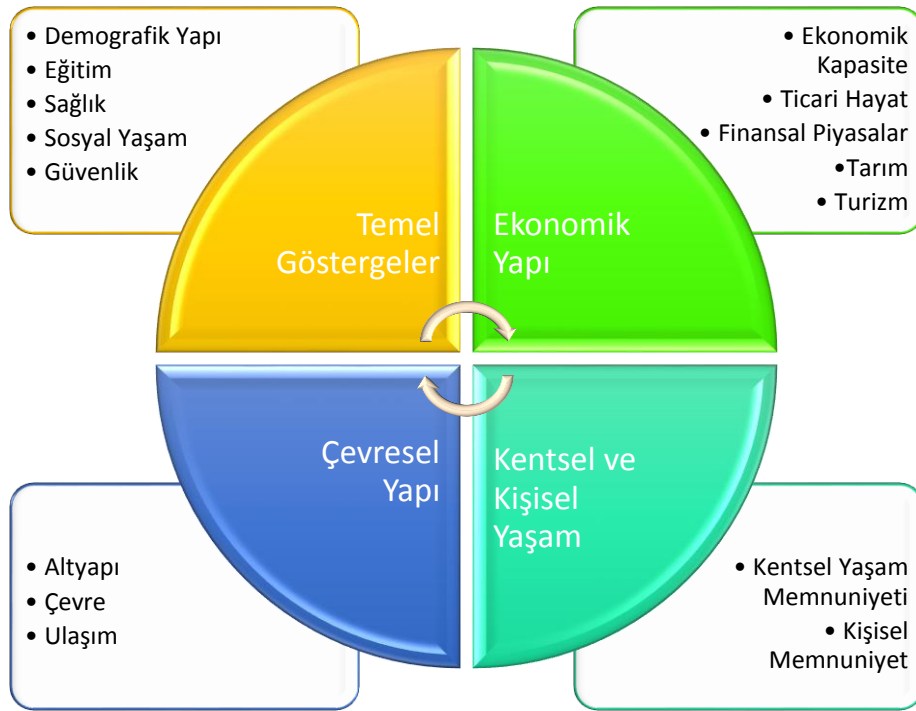 • Demografik Yapı
• Eğitim
• Sağlık
• Sosyal Yaşam
• Güvenlik
• Ekonomik
Kapasite
• Ticari Hayat
• Finansal Piyasalar
•Tarım
• Turizm
Temel
Göstergeler
Ekonomik
Yapı
Çevresel
Yapı
Kentsel ve
Kişisel
Yaşam
• Altyapı
• Çevre
• Ulaşım
• Kentsel Yaşam
Memnuniyeti
• Kişisel
Memnuniyet